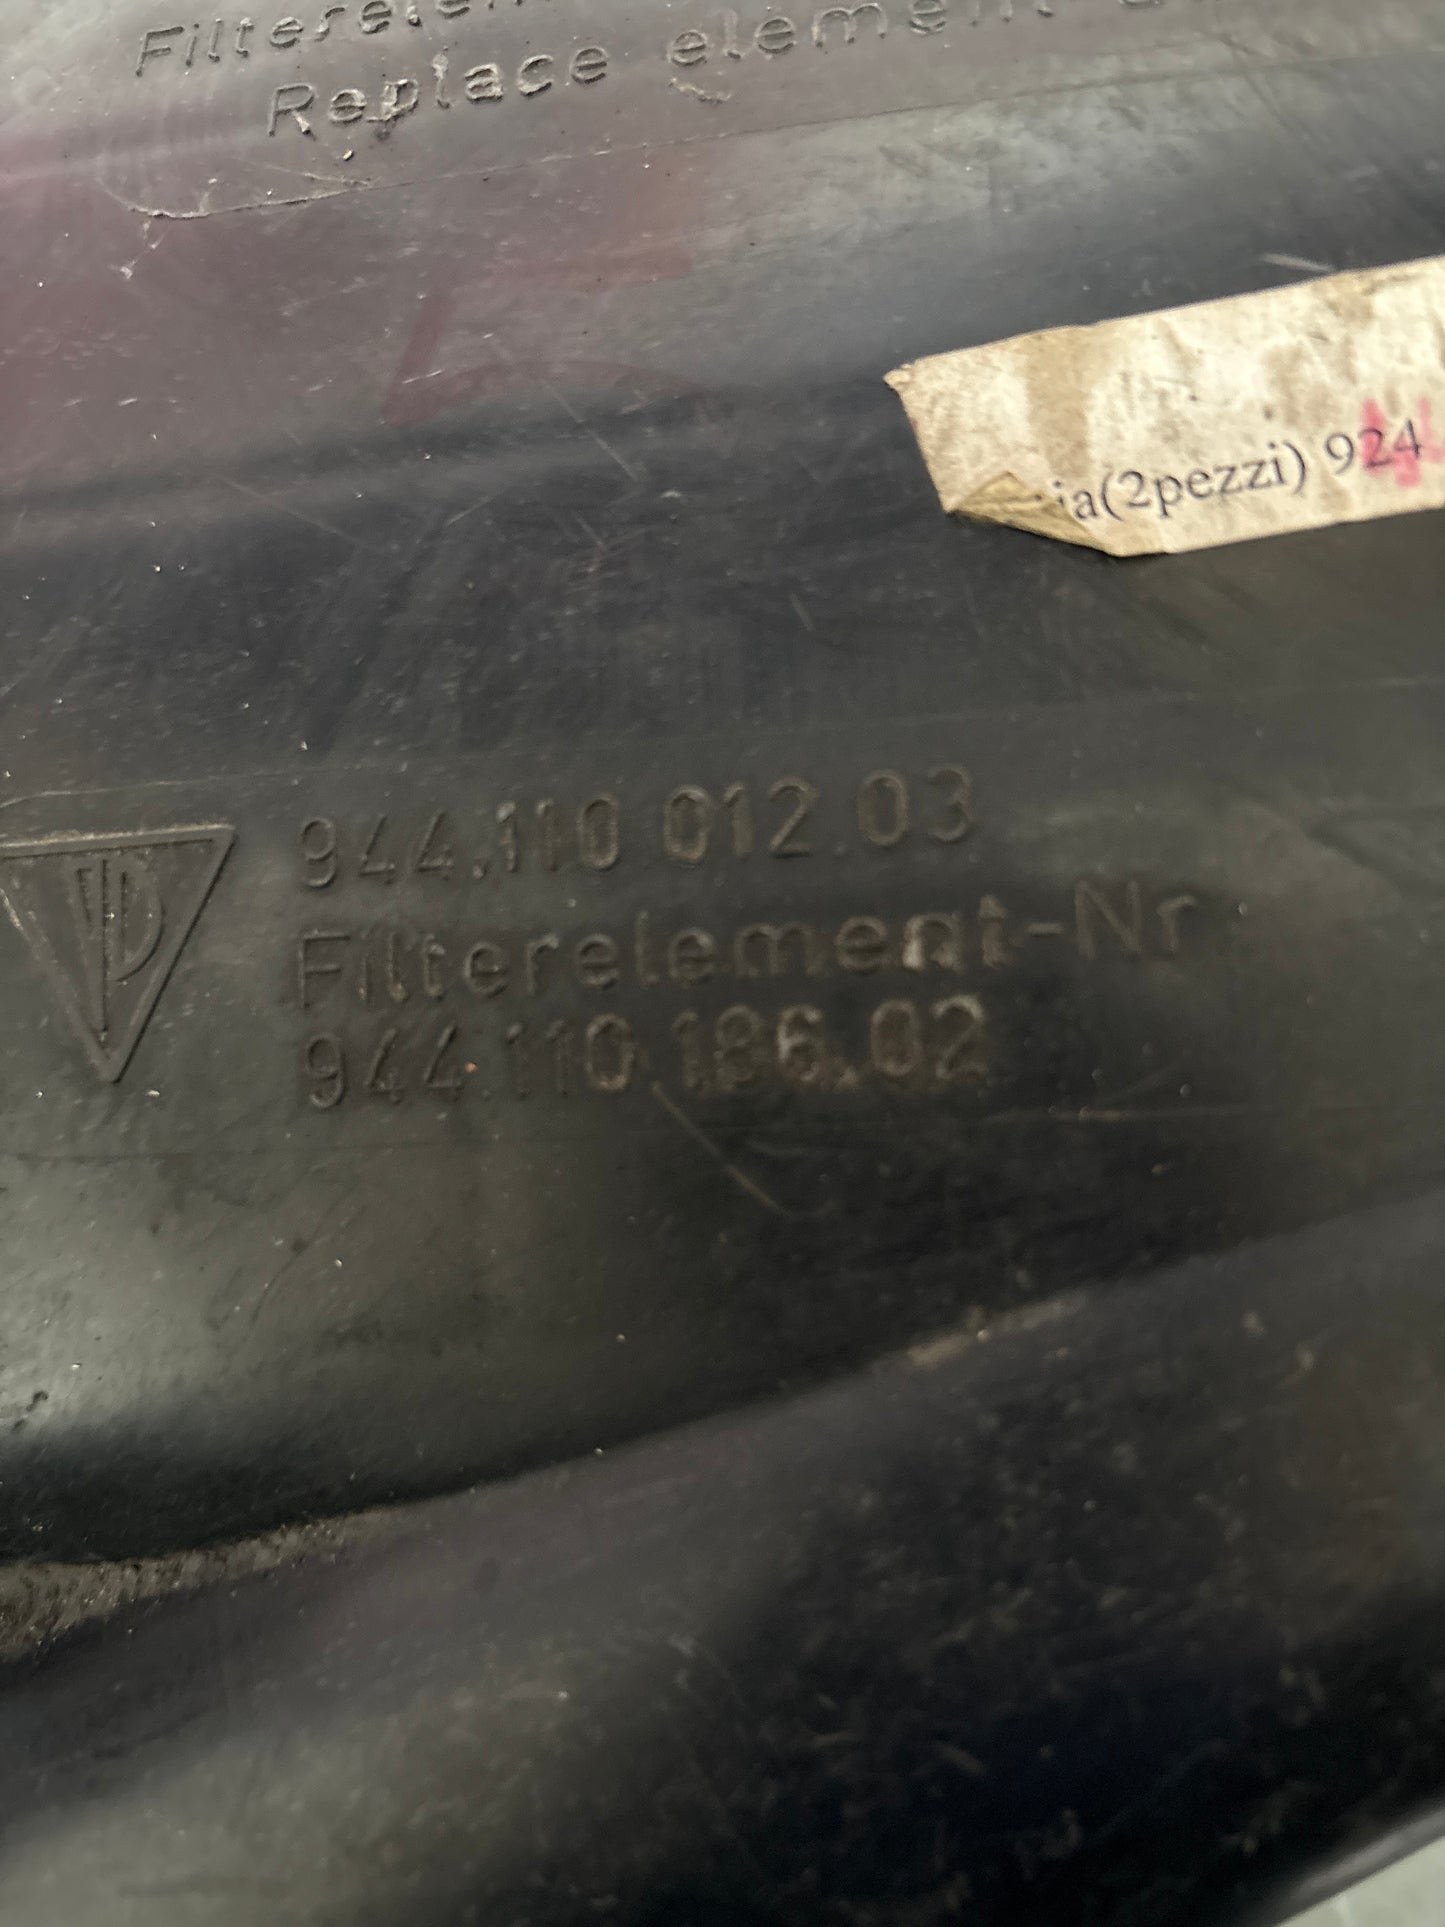 Replace element
ia(2pezzi) 924
944.110.012.03
Filterelement-Nr.
944.110.186.02